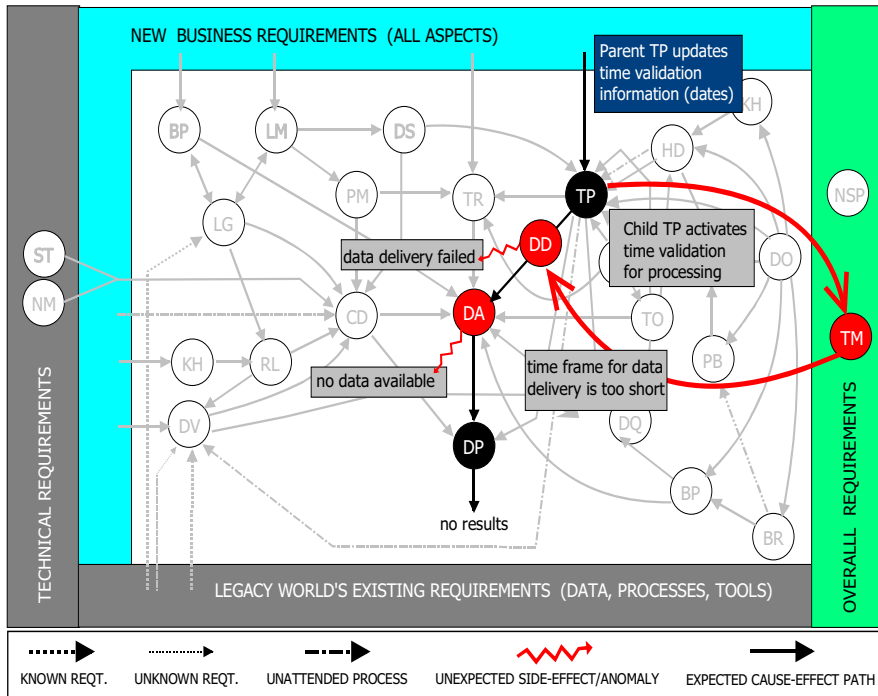 NEW BUSINESS REQUIREMENTS (ALL ASPECTS)
Parent TP updates
time validation
information (dates)
KH
BP
LM
DS
HD
PM
TR
TP
NSP
LG
DD
Child TP activates
time validation
for processing
ST
data delivery failed
DO
NM
CD
DA
TO
TM
KH
RL
no data available
time frame for data
delivery is too short
PB
DV
DQ
DP
BP
no results
BR
TECHNICAL REQUIREMENTS
OVERALLL REQUIREMENTS
LEGACY WORLD'S EXISTING REQUIREMENTS (DATA, PROCESSES, TOOLS)
KNOWN REQT.
UNKNOWN REQT.
UNATTENDED PROCESS
UNEXPECTED SIDE-EFFECT/ANOMALY
EXPECTED CAUSE-EFFECT PATH